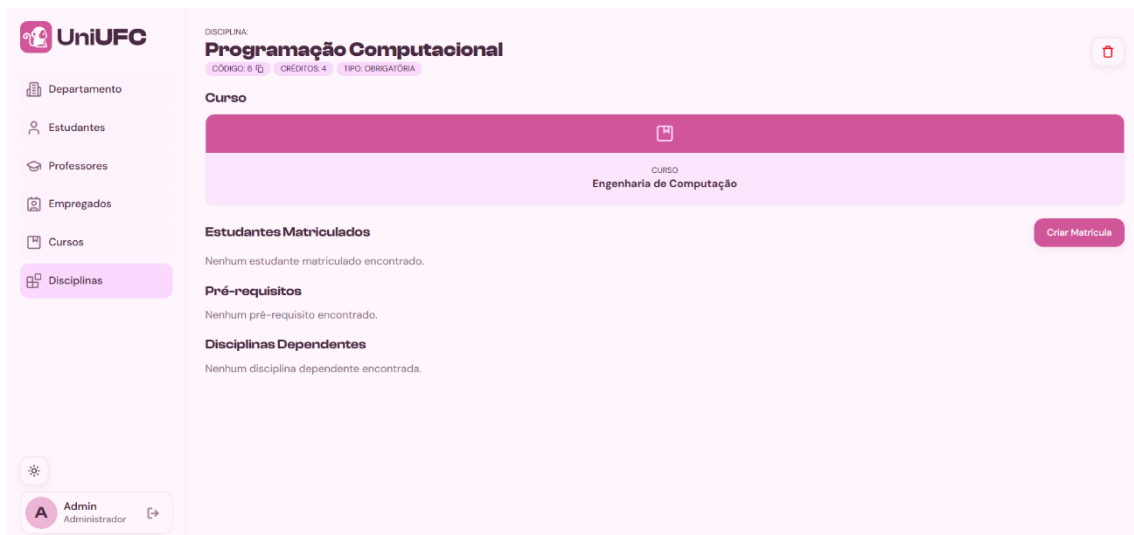 UniUFC
Departamento
Estudantes
Professores
Empregados
Cursos
Disciplinas
Admin
A
Administrador
DISCIPLINA:
Programação Computacional
CÓDIGO: 6 CRÉDITOS: 4 TIPO: OBRIGATÓRIA
Curso
CURSO
Engenharia de Computação
Estudantes Matriculados
Criar Matrícula
Nenhum estudante matriculado encontrado.
Pré-requisitos
Nenhum pré-requisito encontrado.
Disciplinas Dependentes
Nenhum disciplina dependente encontrada.